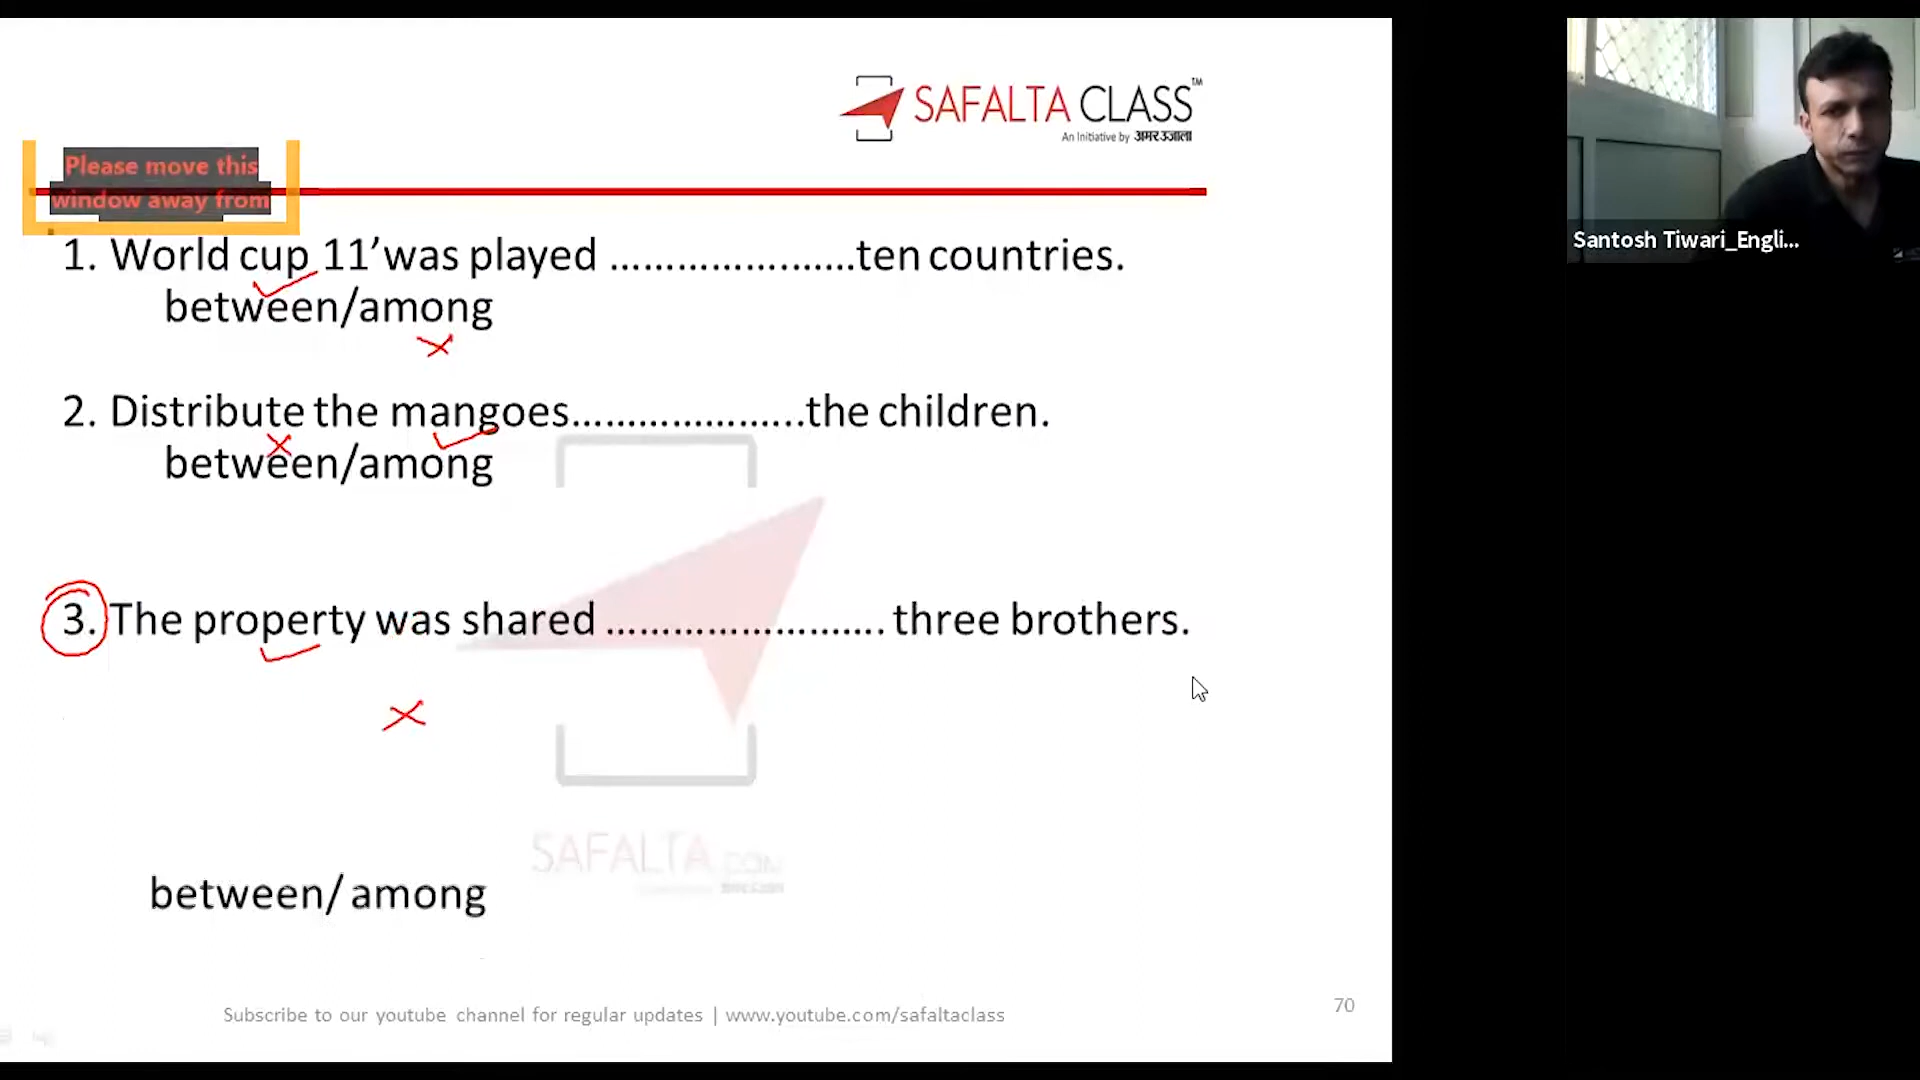 SAFALTA CLASS™
An Initiative by अमर उजाला
Please move this
window away from
1. World cup 11’was played ......................ten countries.
between/among
2. Distribute the mangoes.....................the children.
between/among
3. The property was shared ......................... three brothers.
SAFALTA.COM
between/ among
Subscribe to our youtube channel for regular updates | www.youtube.com/safaltaclass
70
Santosh Tiwari_Engli...